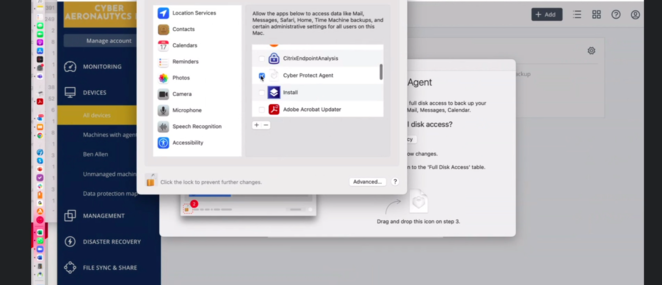 CYBER
AERONAUTYCS
Manage account
MONITORING
DEVICES
All devices
Machines with agen
Ben Allen
Unmanaged machin
Data protection map
MANAGEMENT
DISASTER RECOVERY
FILE SYNC & SHARE
Location Services
Contacts
Calendars
Reminders
Photos
Camera
Microphone
Speech Recognition
Accessibility
Allow the apps below to access data like Mail,
Messages, Safari, Home, Time Machine backups, and
certain administrative settings for all users on this
Mac.
CitrixEndpointAnalysis
Cyber Protect Agent
Install
Adobe Acrobat Updater
+ −
Click the lock to prevent further changes.
Advanced...
?
Add
Agent
full disk access to back up your
Mail, Messages, Calendar.
full disk access?
cy
ow changes.
n to the 'Full Disk Access' table.
Drag and drop this icon on step 3.